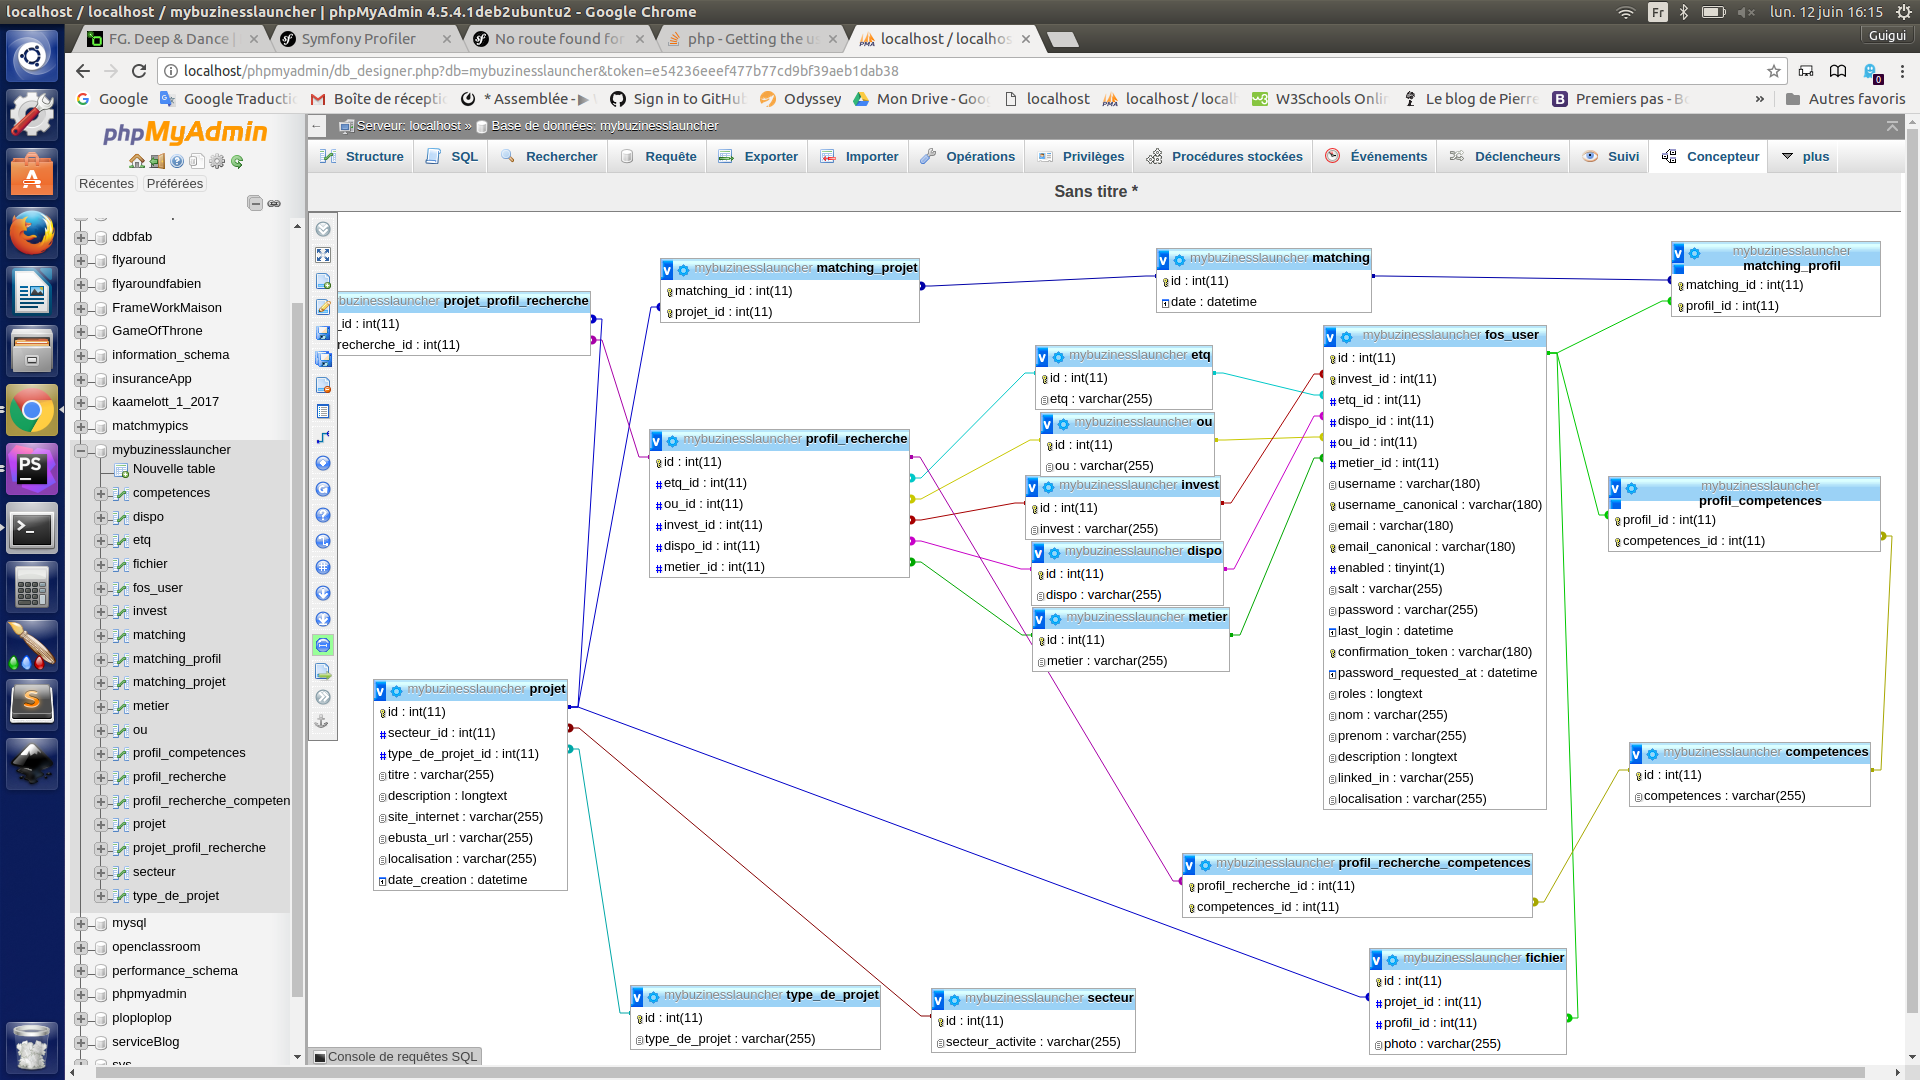 localhost / localhost / mybuzinesslauncher | phpMyAdmin 4.5.4.1deb2ubuntu2 - Google Chrome
Fr
lun. 12 juin 16:15
FG. Deep & Dance |
Symfony Profiler
No route found for
php - Getting the us
localhost / localhos
Guigui
localhost/phpmyadmin/db_designer.php?db=mybuzinesslauncher&token=e54236eeef477b77cd9bf39aeb1dab38
0
Google
Google Traductic
Boîte de réceptic
* Assemblée - ▶
Sign in to GitHub
Odyssey
Mon Drive - Goo
localhost
localhost / localh
W3Schools Onli
Le blog de Pierre
Premiers pas - Bo
»
Autres favoris
phpMyAdmin
Récentes
Préférées
ddbfab
flyaround
flyaroundfabien
FrameWorkMaison
GameOfThrone
information_schema
insuranceApp
kaamelott_1_2017
matchmypics
mybuzinesslauncher
Nouvelle table
competences
dispo
etq
fichier
fos_user
invest
matching
matching_profil
matching_projet
metier
ou
profil_competences
profil_recherche
profil_recherche_competen
projet
projet_profil_recherche
secteur
type_de_projet
mysql
openclassroom
performance_schema
phpmyadmin
ploploplop
serviceBlog
sys
Serveur: localhost » Base de données: mybuzinesslauncher
Structure
SQL
Rechercher
Requête
Exporter
Importer
Opérations
Privilèges
Procédures stockées
Événements
Déclencheurs
Suivi
Concepteur
plus
Sans titre *
buzinesslauncher projet_profil_recherche
_id : int(11)
recherche_id : int(11)
mybuzinesslauncher matching_projet
matching_id : int(11)
projet_id : int(11)
mybuzinesslauncher matching
id : int(11)
date : datetime
mybuzinesslauncher
matching_profil
matching_id : int(11)
profil_id : int(11)
mybuzinesslauncher profil_recherche
id : int(11)
etq_id : int(11)
ou_id : int(11)
invest_id : int(11)
dispo_id : int(11)
metier_id : int(11)
mybuzinesslauncher etq
id : int(11)
etq : varchar(255)
mybuzinesslauncher ou
id : int(11)
ou : varchar(255)
mybuzinesslauncher invest
id : int(11)
invest : varchar(255)
mybuzinesslauncher dispo
id : int(11)
dispo : varchar(255)
mybuzinesslauncher metier
id : int(11)
metier : varchar(255)
mybuzinesslauncher fos_user
id : int(11)
invest_id : int(11)
etq_id : int(11)
dispo_id : int(11)
ou_id : int(11)
metier_id : int(11)
username : varchar(180)
username_canonical : varchar(180)
email : varchar(180)
email_canonical : varchar(180)
enabled : tinyint(1)
salt : varchar(255)
password : varchar(255)
last_login : datetime
confirmation_token : varchar(180)
password_requested_at : datetime
roles : longtext
nom : varchar(255)
prenom : varchar(255)
description : longtext
linked_in : varchar(255)
localisation : varchar(255)
mybuzinesslauncher
profil_competences
profil_id : int(11)
competences_id : int(11)
mybuzinesslauncher projet
id : int(11)
secteur_id : int(11)
type_de_projet_id : int(11)
titre : varchar(255)
description : longtext
site_internet : varchar(255)
ebusta_url : varchar(255)
localisation : varchar(255)
date_creation : datetime
mybuzinesslauncher competences
id : int(11)
competences : varchar(255)
mybuzinesslauncher profil_recherche_competences
profil_recherche_id : int(11)
competences_id : int(11)
mybuzinesslauncher fichier
id : int(11)
projet_id : int(11)
profil_id : int(11)
photo : varchar(255)
mybuzinesslauncher type_de_projet
id : int(11)
type_de_projet : varchar(255)
mybuzinesslauncher secteur
id : int(11)
secteur_activite : varchar(255)
Console de requêtes SQL